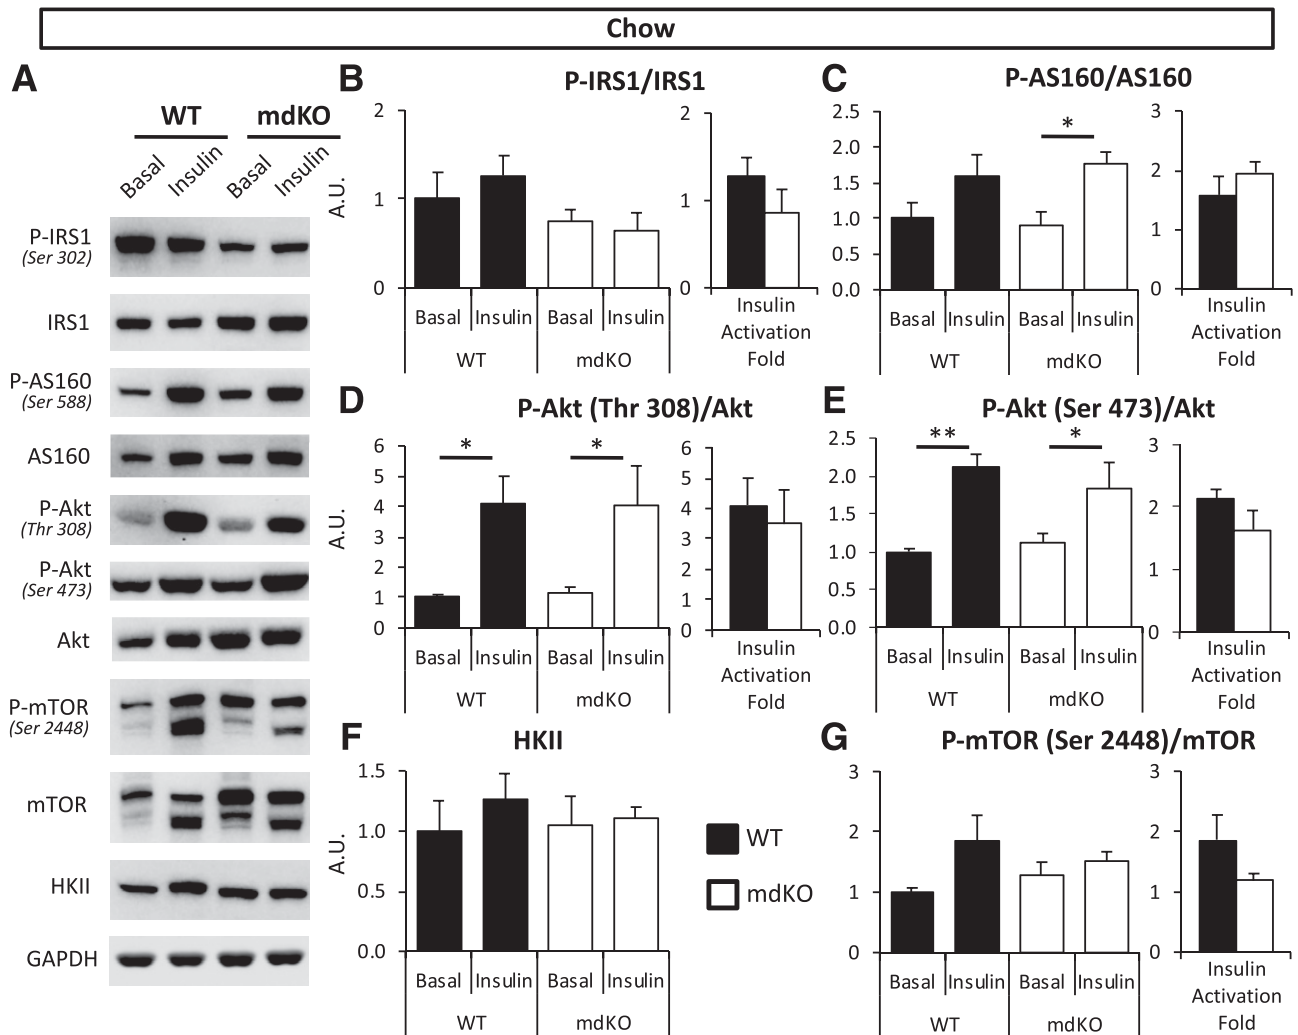 Chow
A
WT mdKO
Basal Insulin Basal Insulin
P-IRS1
(Ser 302)
IRS1
P-AS160
(Ser 588)
AS160
P-Akt
(Thr 308)
P-Akt
(Ser 473)
Akt
P-mTOR
(Ser 2448)
mTOR
HKII
GAPDH
B
P-IRS1/IRS1
A.U.
2
1
0
Basal Insulin Basal Insulin
WT mdKO
2
1
0
Insulin
Activation
Fold
C
P-AS160/AS160
2.5
2.0
1.5
1.0
0.5
0.0
*
Basal Insulin Basal Insulin
WT mdKO
3
2
1
0
Insulin
Activation
Fold
D
P-Akt (Thr 308)/Akt
A.U.
6
5
4
3
2
1
0
* *
Basal Insulin Basal Insulin
WT mdKO
6
5
4
3
2
1
0
Insulin
Activation
Fold
E
P-Akt (Ser 473)/Akt
2.5
2.0
1.5
1.0
0.5
0.0
** *
Basal Insulin Basal Insulin
WT mdKO
3
2
1
0
Insulin
Activation
Fold
F
HKII
A.U.
1.5
1.0
0.5
0.0
Basal Insulin Basal Insulin
WT mdKO
WT
mdKO
G
P-mTOR (Ser 2448)/mTOR
3
2
1
0
Basal Insulin Basal Insulin
WT mdKO
3
2
1
0
Insulin
Activation
Fold